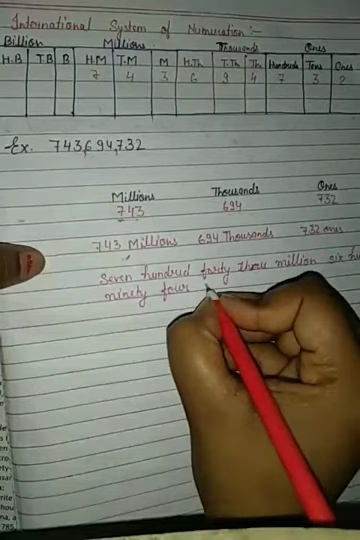 International System of Numeration :-
Billion Millions Thousands Ones
H.B T.B B H.M T.M M H.Th T.Th Th Hundreds Tens Ones
7 4 3 6 9 4 7 3 2
Ex. 743,694,732
Millions Thousands Ones
743 694 732
743 Millions 694 Thousands 732 ones
Seven hundred forty three million six hu
ninety four